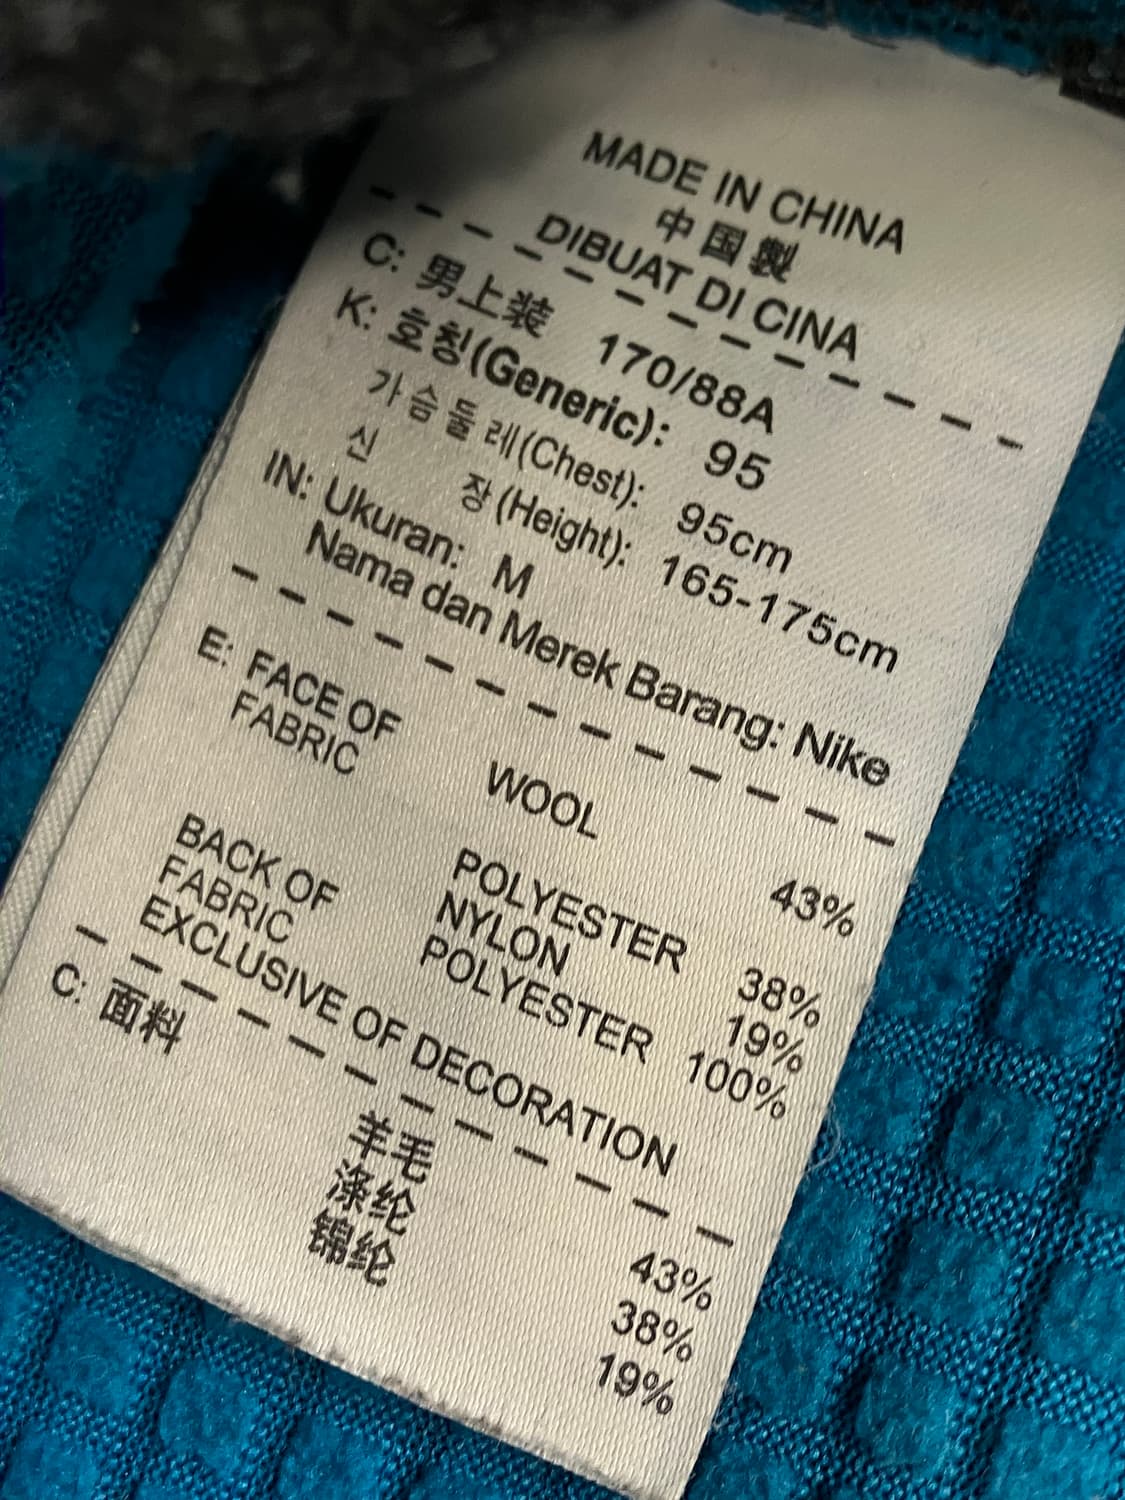 MADE IN CHINA
中国製
DIBUAT DI CINA
C: 男上装 170/88A
K: 호칭(Generic): 95
가슴둘레(Chest): 95cm
신 장(Height): 165-175cm
IN: Ukuran: M
Nama dan Merek Barang: Nike
E: FACE OF
FABRIC WOOL 43%
POLYESTER 38%
NYLON 19%
BACK OF
FABRIC POLYESTER 100%
EXCLUSIVE OF DECORATION
C: 面料
羊毛 43%
涤纶 38%
锦纶 19%